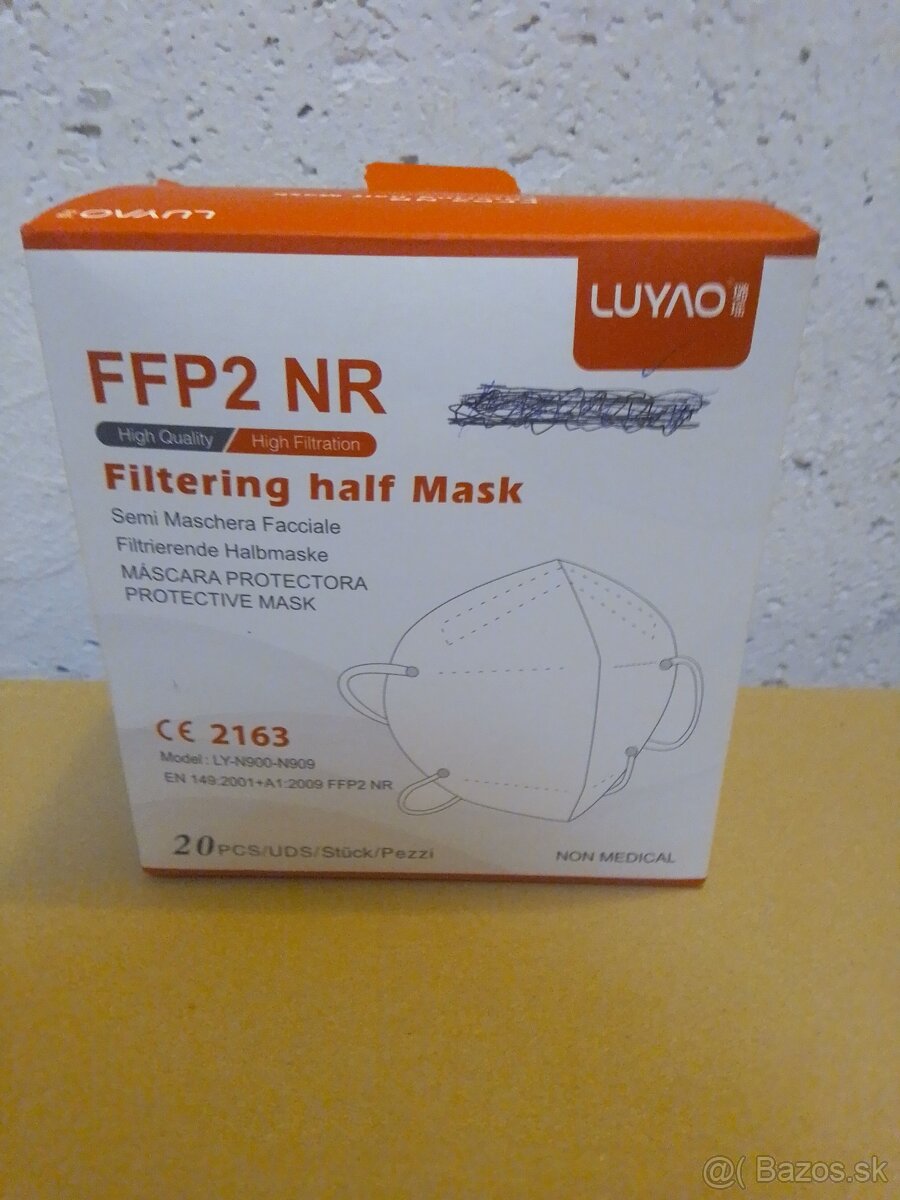 LUYAO
LUYAO
FFP2 NR
High Quality / High Filtration
Filtering half Mask
Semi Maschera Facciale
Filtrierende Halbmaske
MÁSCARA PROTECTORA
PROTECTIVE MASK
CE 2163
Model : LY-N900-N909
EN 149:2001+A1:2009 FFP2 NR
20 PCS/UDS/Stück/Pezzi
NON MEDICAL
@( Bazos.sk